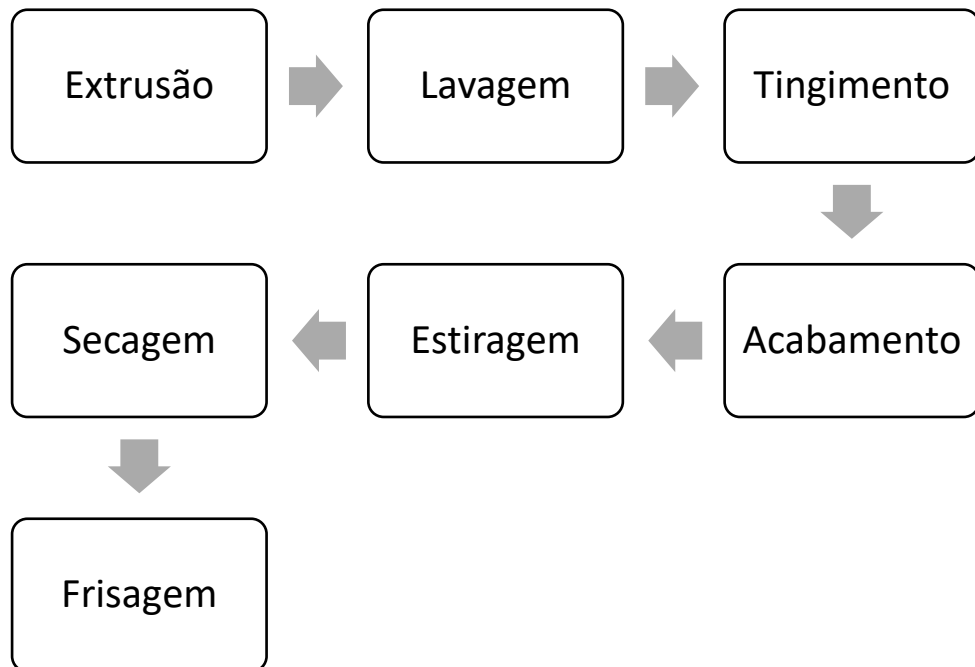 Extrusão
Lavagem
Tingimento
Acabamento
Estiragem
Secagem
Frisagem